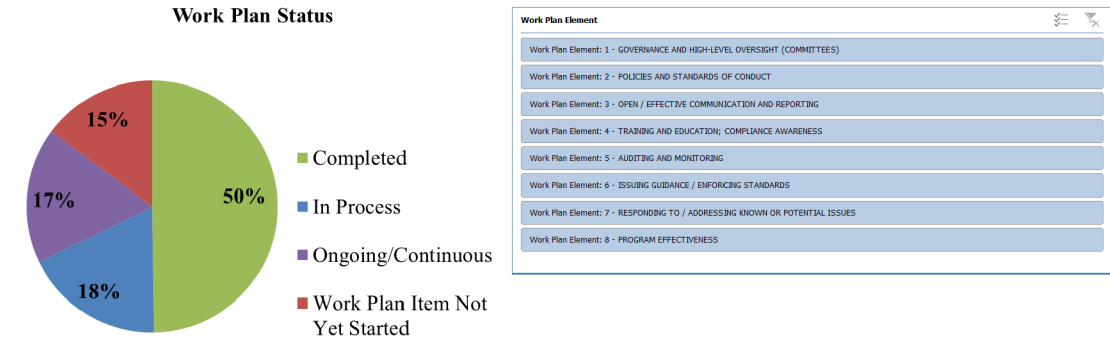 Work Plan Status
15%
50%
17%
18%
Completed
In Process
Ongoing/Continuous
Work Plan Item Not
Yet Started
Work Plan Element
Work Plan Element: 1 - GOVERNANCE AND HIGH-LEVEL OVERSIGHT (COMMITTEES)
Work Plan Element: 2 - POLICIES AND STANDARDS OF CONDUCT
Work Plan Element: 3 - OPEN / EFFECTIVE COMMUNICATION AND REPORTING
Work Plan Element: 4 - TRAINING AND EDUCATION; COMPLIANCE AWARENESS
Work Plan Element: 5 - AUDITING AND MONITORING
Work Plan Element: 6 - ISSUING GUIDANCE / ENFORCING STANDARDS
Work Plan Element: 7 - RESPONDING TO / ADDRESSING KNOWN OR POTENTIAL ISSUES
Work Plan Element: 8 - PROGRAM EFFECTIVENESS